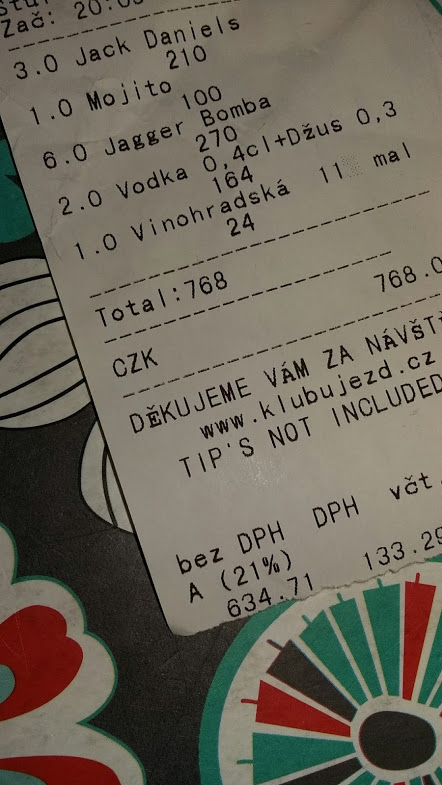 Zač: 20:0
3.0 Jack Daniels
210
1.0 Mojito
100
6.0 Jagger Bomba
270
2.0 Vodka 0,4cl+Džus 0,3
164
1.0 Vinohradská 11 mal
24
Total:768
768.0
CZK
DĚKUJEME VÁM ZA NÁVŠT
www.klubujezd.cz
TIP'S NOT INCLUDED
bez DPH DPH včt.
A (21%)
634.71 133.29